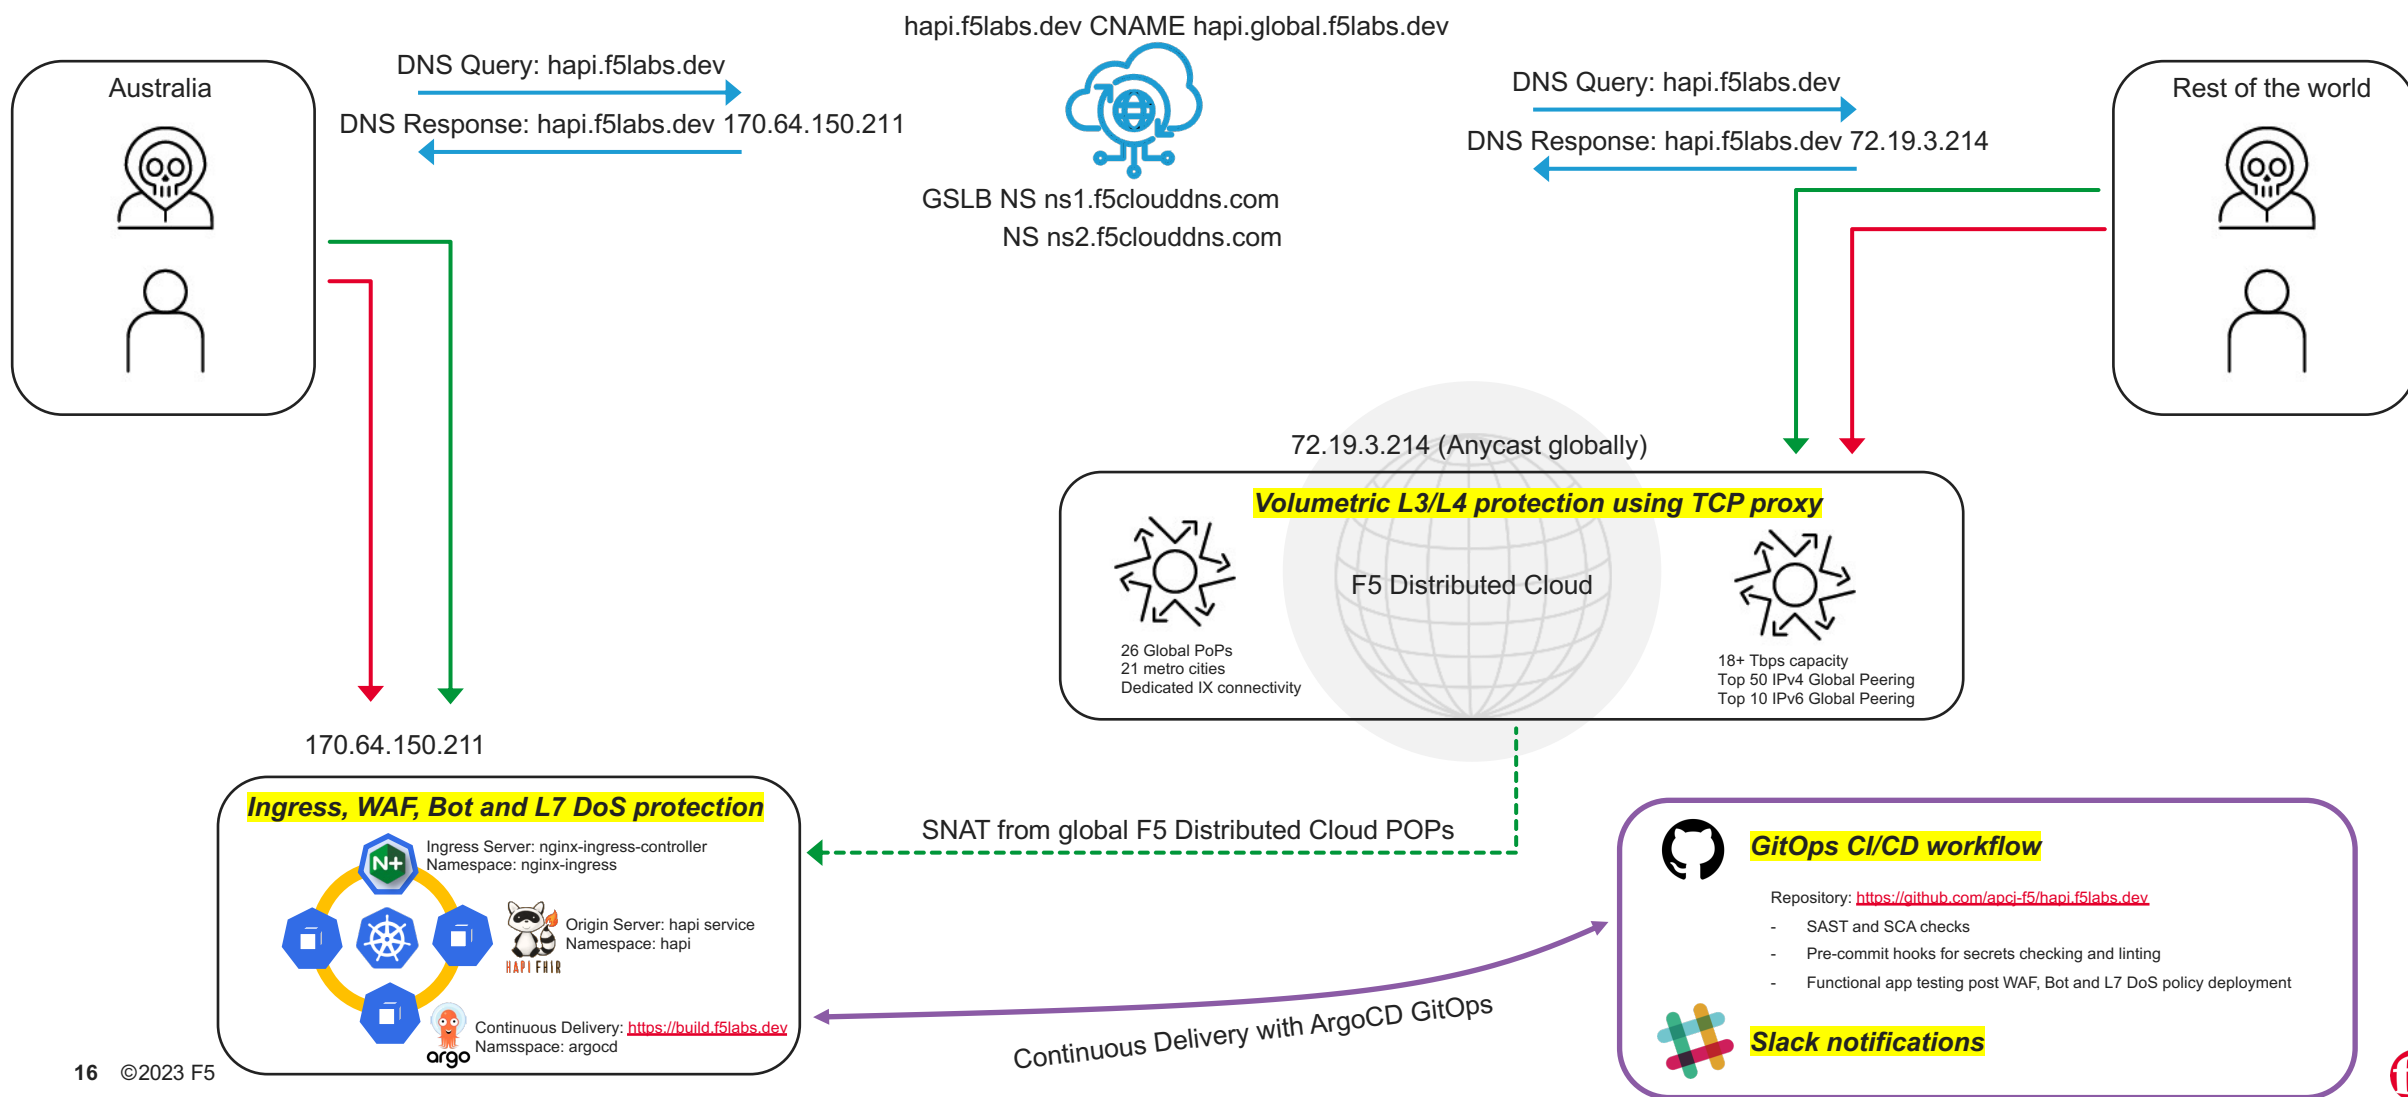 hapi.f5labs.dev CNAME hapi.global.f5labs.dev
Australia
DNS Query: hapi.f5labs.dev
DNS Response: hapi.f5labs.dev 170.64.150.211
GSLB NS ns1.f5clouddns.com
NS ns2.f5clouddns.com
DNS Query: hapi.f5labs.dev
DNS Response: hapi.f5labs.dev 72.19.3.214
Rest of the world
72.19.3.214 (Anycast globally)
Volumetric L3/L4 protection using TCP proxy
F5 Distributed Cloud
26 Global PoPs
21 metro cities
Dedicated IX connectivity
18+ Tbps capacity
Top 50 IPv4 Global Peering
Top 10 IPv6 Global Peering
170.64.150.211
Ingress, WAF, Bot and L7 DoS protection
N+
Ingress Server: nginx-ingress-controller
Namespace: nginx-ingress
Origin Server: hapi service
Namespace: hapi
HAPI FHIR
Continuous Delivery: https://build.f5labs.dev
Namsspace: argocd
argo
SNAT from global F5 Distributed Cloud POPs
Continuous Delivery with ArgoCD GitOps
GitOps CI/CD workflow
Repository: https://github.com/apcj-f5/hapi.f5labs.dev
- SAST and SCA checks
- Pre-commit hooks for secrets checking and linting
- Functional app testing post WAF, Bot and L7 DoS policy deployment
Slack notifications
16 ©2023 F5